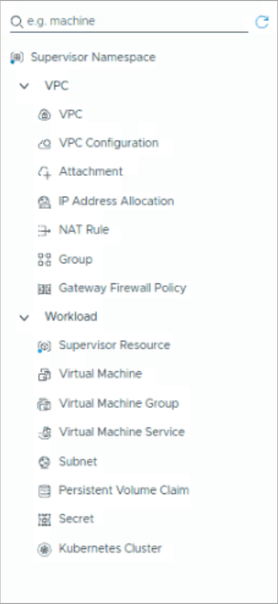 e.g. machine
Supervisor Namespace
VPC
VPC
VPC Configuration
Attachment
IP Address Allocation
NAT Rule
Group
Gateway Firewall Policy
Workload
Supervisor Resource
Virtual Machine
Virtual Machine Group
Virtual Machine Service
Subnet
Persistent Volume Claim
Secret
Kubernetes Cluster